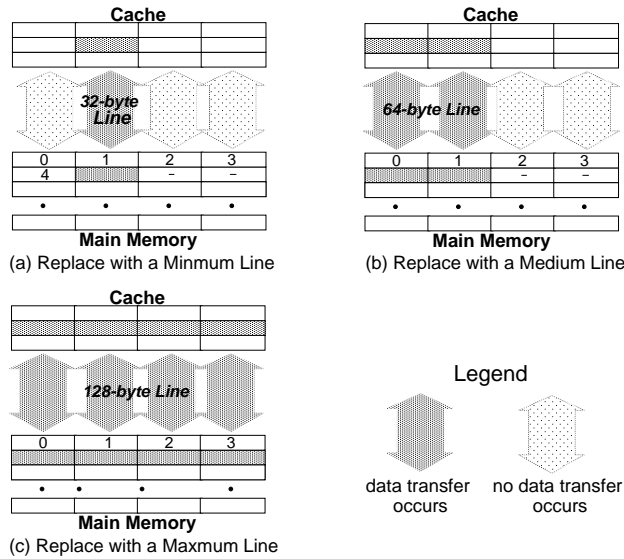 Cache
32-byte
Line
0 1 2 3
4 – –
Main Memory
(a) Replace with a Minmum Line
Cache
64-byte Line
0 1 2 3
– –
Main Memory
(b) Replace with a Medium Line
Cache
128-byte Line
0 1 2 3
Main Memory
(c) Replace with a Maxmum Line
Legend
data transfer
occurs
no data transfer
occurs